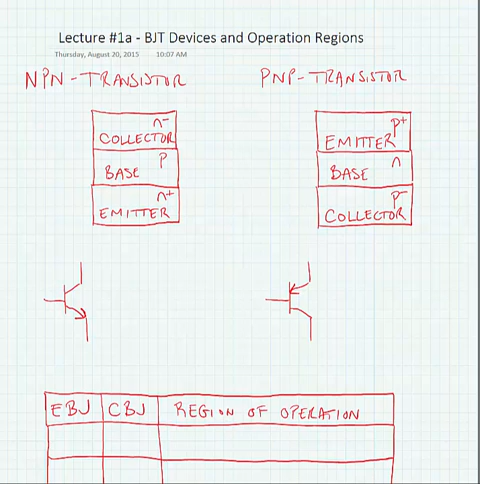 Lecture #1a - BJT Devices and Operation Regions
Thursday, August 20, 2015 10:07 AM
NPN-TRANSISTOR
n-
COLLECTOR
P
BASE
n+
EMITTER
PNP-TRANSISTOR
p+
EMITTER
n
BASE
p-
COLLECTOR
EBJ CBJ REGION OF OPERATION